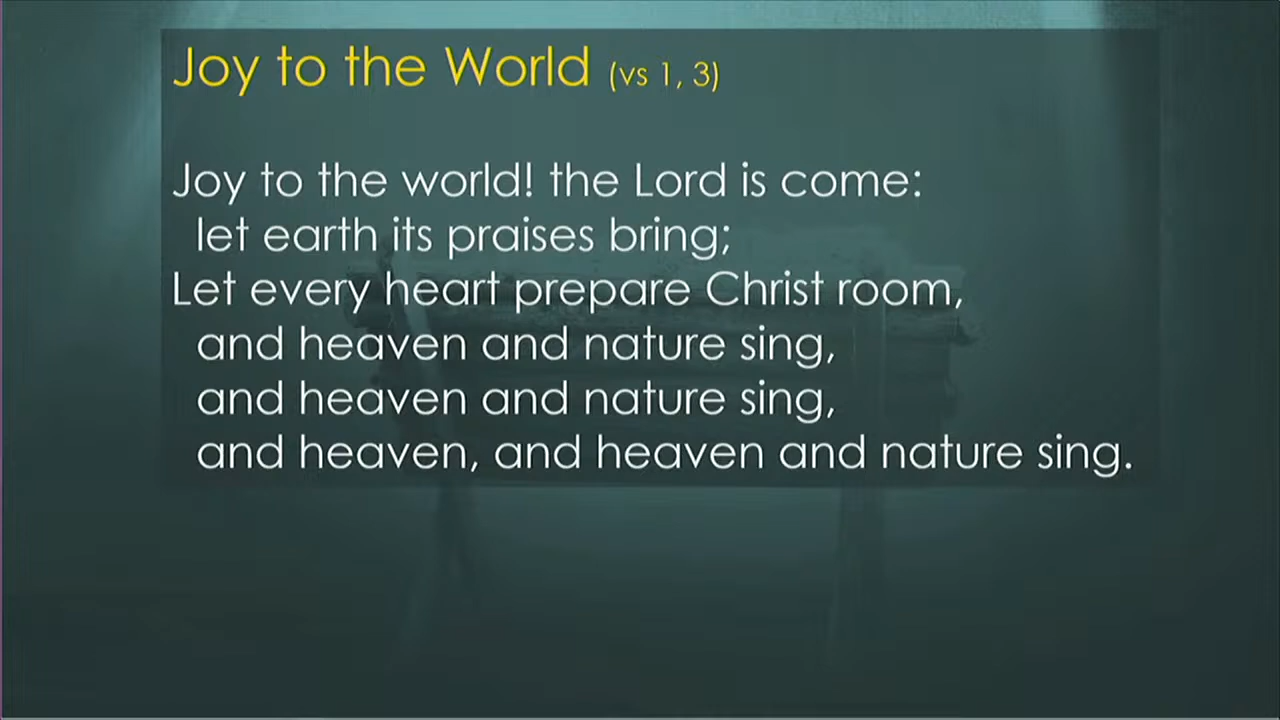 Joy to the World (vs 1, 3)
Joy to the world! the Lord is come:
let earth its praises bring;
Let every heart prepare Christ room,
and heaven and nature sing,
and heaven and nature sing,
and heaven, and heaven and nature sing.